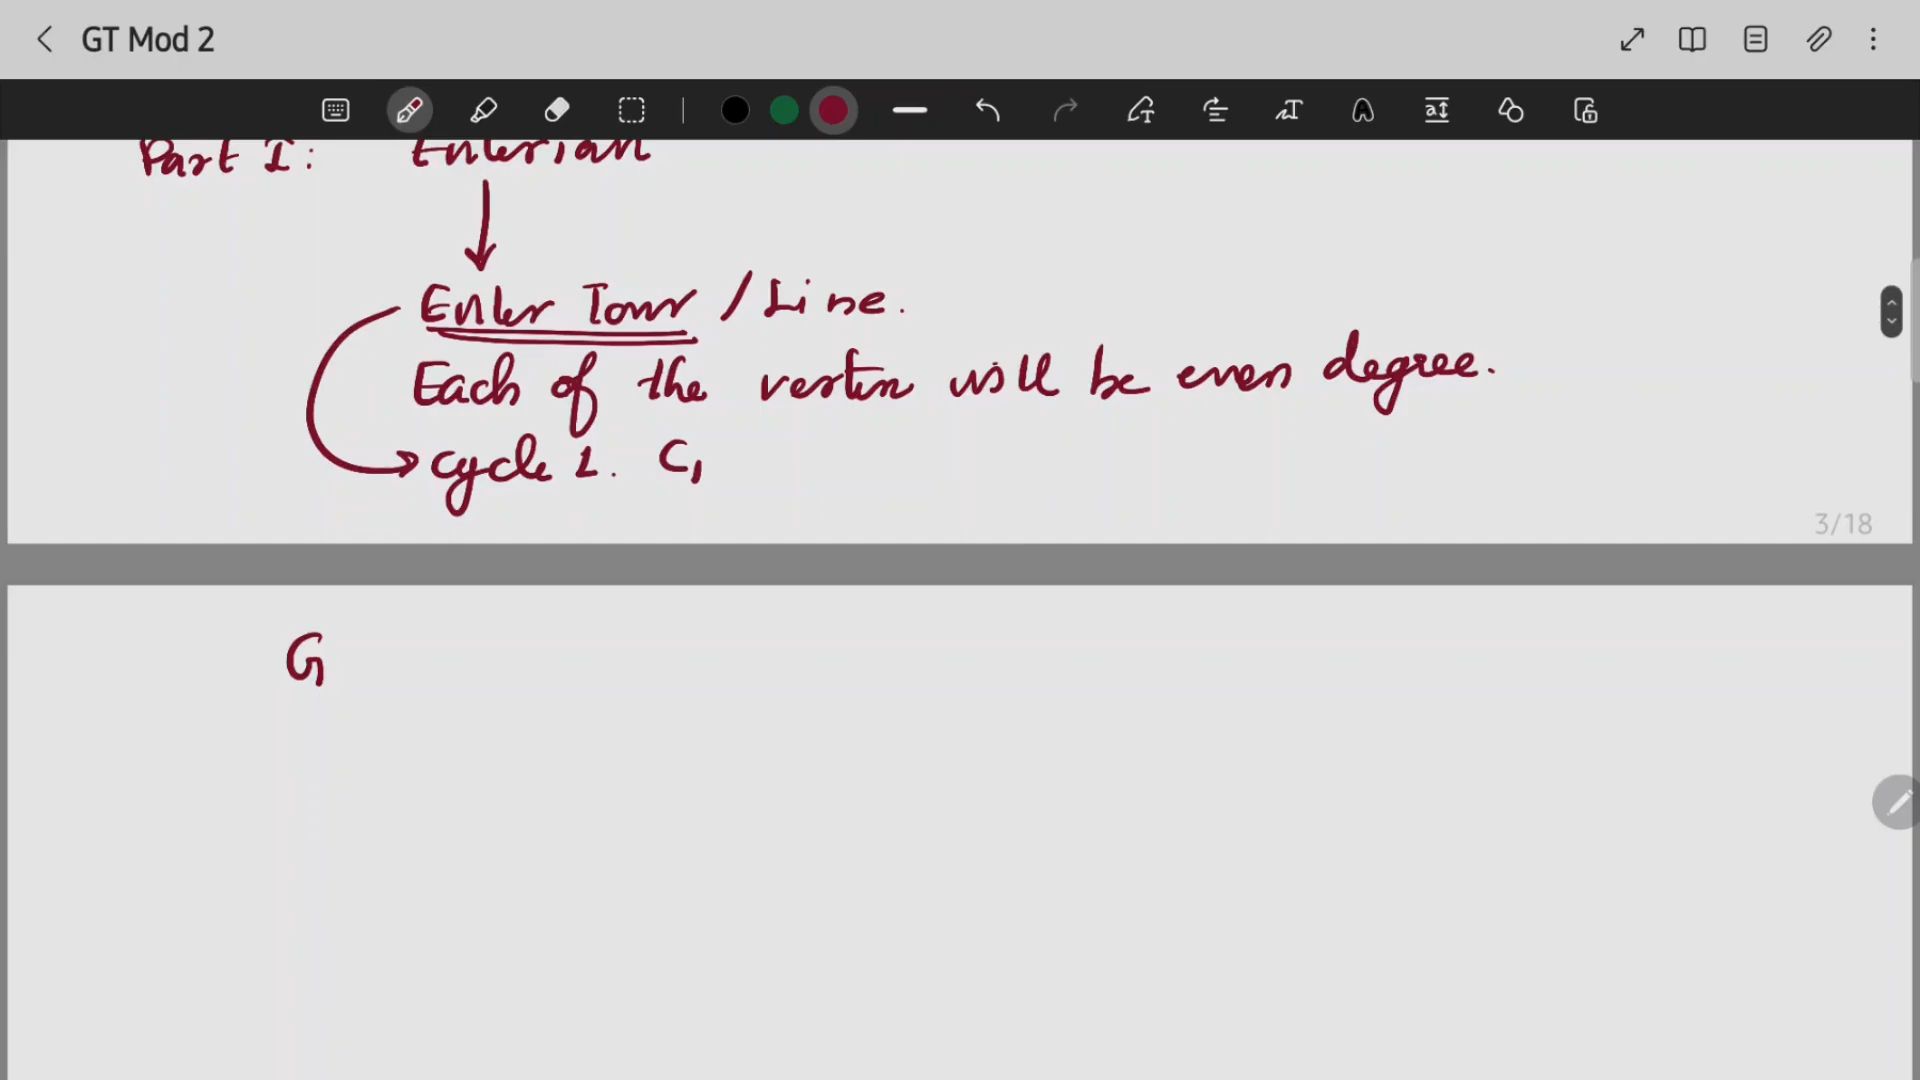 GT Mod 2
Part I: Eulerian
Euler Tour / Line.
Each of the vertex will be even degree.
cycle 1. C1
3/18
G